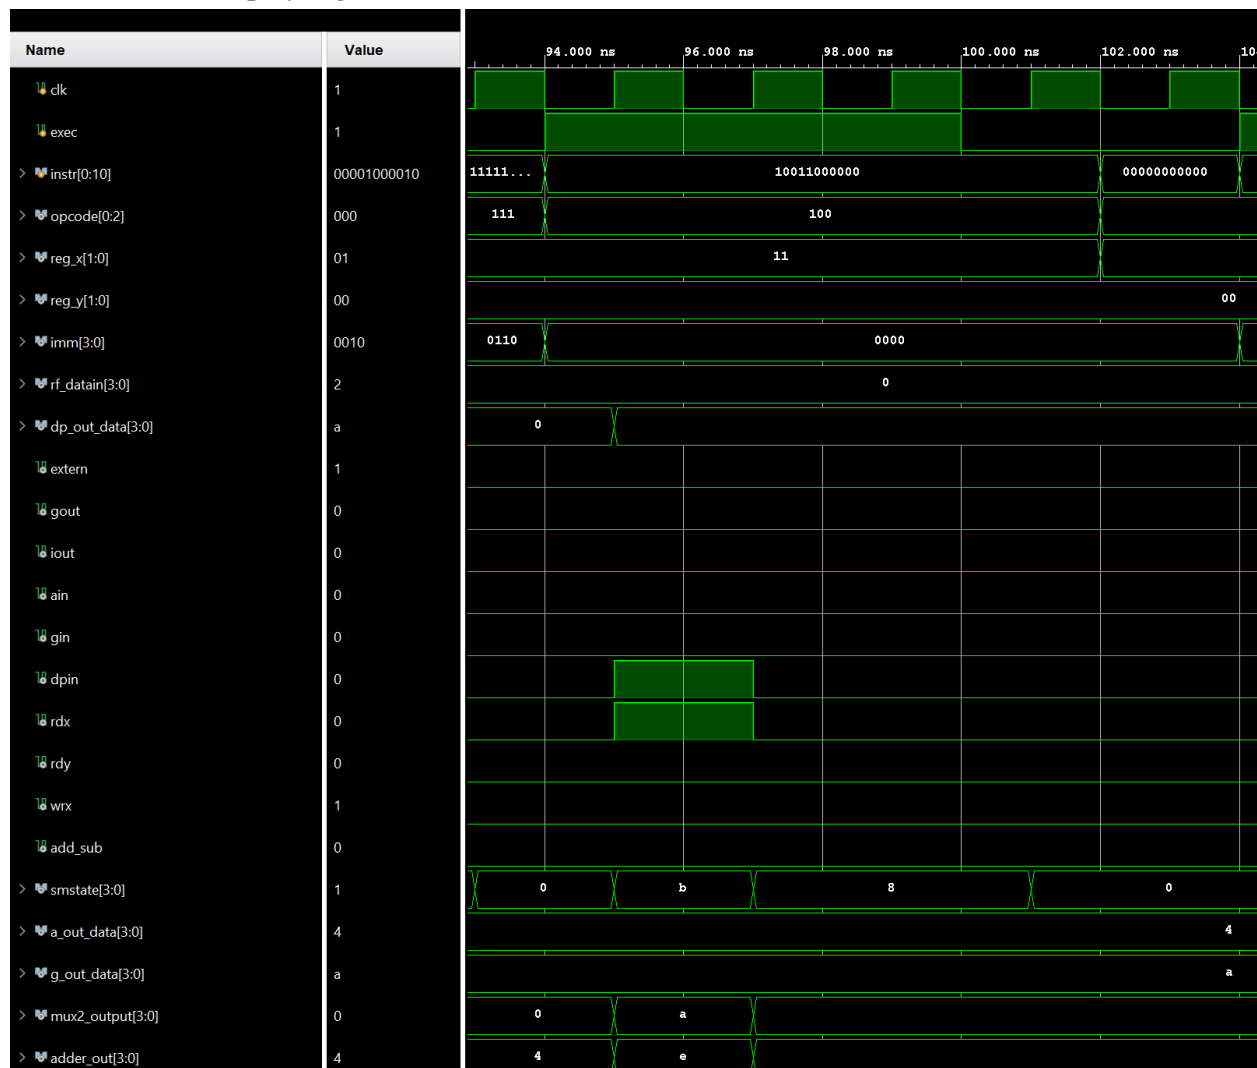 Name Value 94.000 ns 96.000 ns 98.000 ns 100.000 ns 102.000 ns 10
clk 1
exec 1
instr[0:10] 00001000010 11111... 10011000000 00000000000
opcode[0:2] 000 111 100
reg_x[1:0] 01 11
reg_y[1:0] 00 00
imm[3:0] 0010 0110 0000
rf_datain[3:0] 2 0
dp_out_data[3:0] a 0
extern 1
gout 0
iout 0
ain 0
gin 0
dpin 0
rdx 0
rdy 0
wrx 1
add_sub 0
smstate[3:0] 1 0 b 8 0
a_out_data[3:0] 4 4
g_out_data[3:0] a a
mux2_output[3:0] 0 0 a
adder_out[3:0] 4 4 e